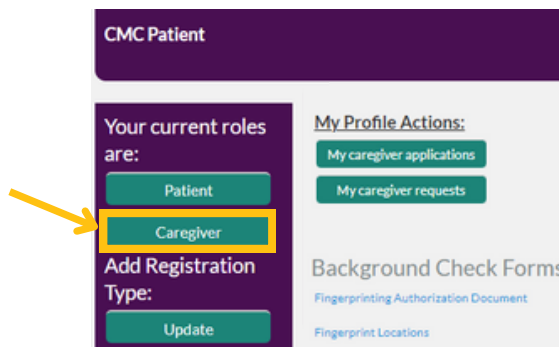 CMC Patient
Your current roles
are:
Patient
Caregiver
Add Registration
Type:
Update
My Profile Actions:
My caregiver applications
My caregiver requests
Background Check Forms
Fingerprinting Authorization Document
Fingerprint Locations